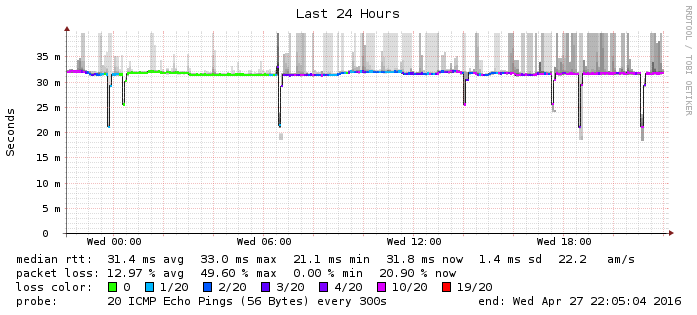 Last 24 Hours
RRDTOOL / TOBI OETIKER
Seconds
35 m
30 m
25 m
20 m
15 m
10 m
5 m
0
Wed 00:00 Wed 06:00 Wed 12:00 Wed 18:00
median rtt: 31.4 ms avg 33.0 ms max 21.1 ms min 31.8 ms now 1.4 ms sd 22.2 am/s
packet loss: 12.97 % avg 49.60 % max 0.00 % min 20.90 % now
loss color: 0 1/20 2/20 3/20 4/20 10/20 19/20
probe: 20 ICMP Echo Pings (56 Bytes) every 300s end: Wed Apr 27 22:05:04 2016